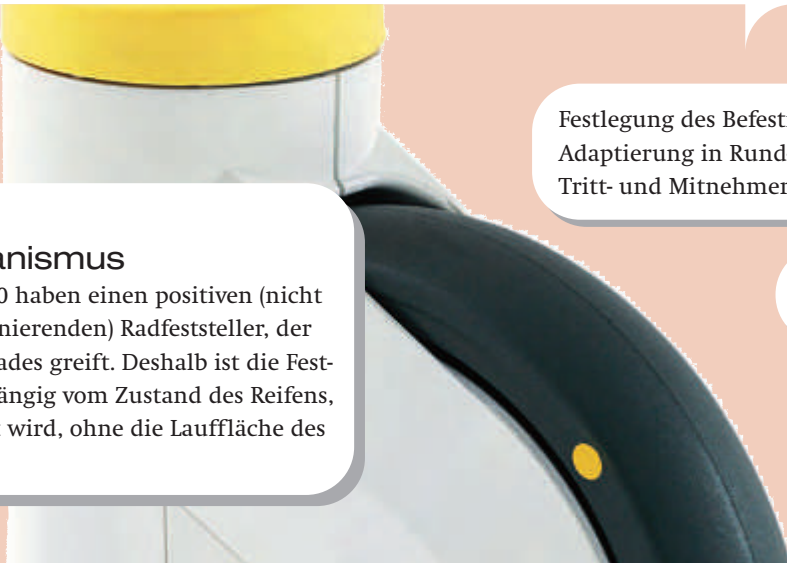 Festlegung des Befesti
Adaptierung in Rund-
Tritt- und Mitnehmer
anismus
0 haben einen positiven (nicht
nierenden) Radfeststeller, der
ades greift. Deshalb ist die Fest-
ängig vom Zustand des Reifens,
t wird, ohne die Lauffläche des